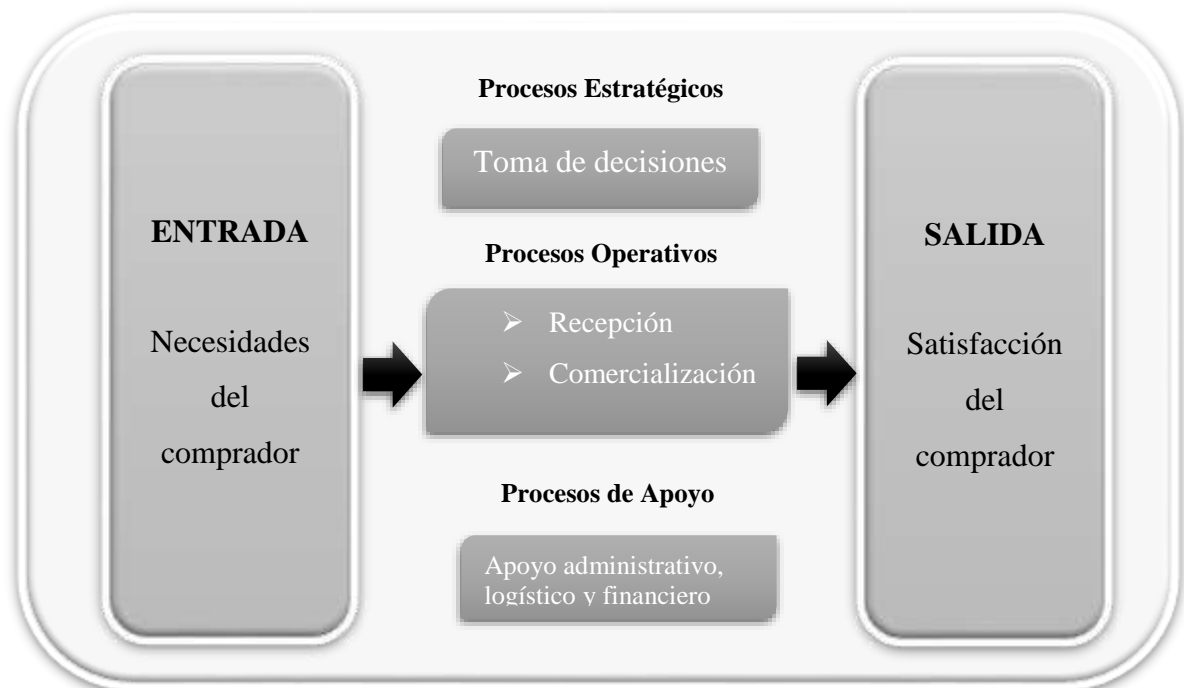 ENTRADA
Necesidades
del
comprador
Procesos Estratégicos
Toma de decisiones
Procesos Operativos
➢ Recepción
➢ Comercialización
Procesos de Apoyo
Apoyo administrativo,
logístico y financiero
SALIDA
Satisfacción
del
comprador